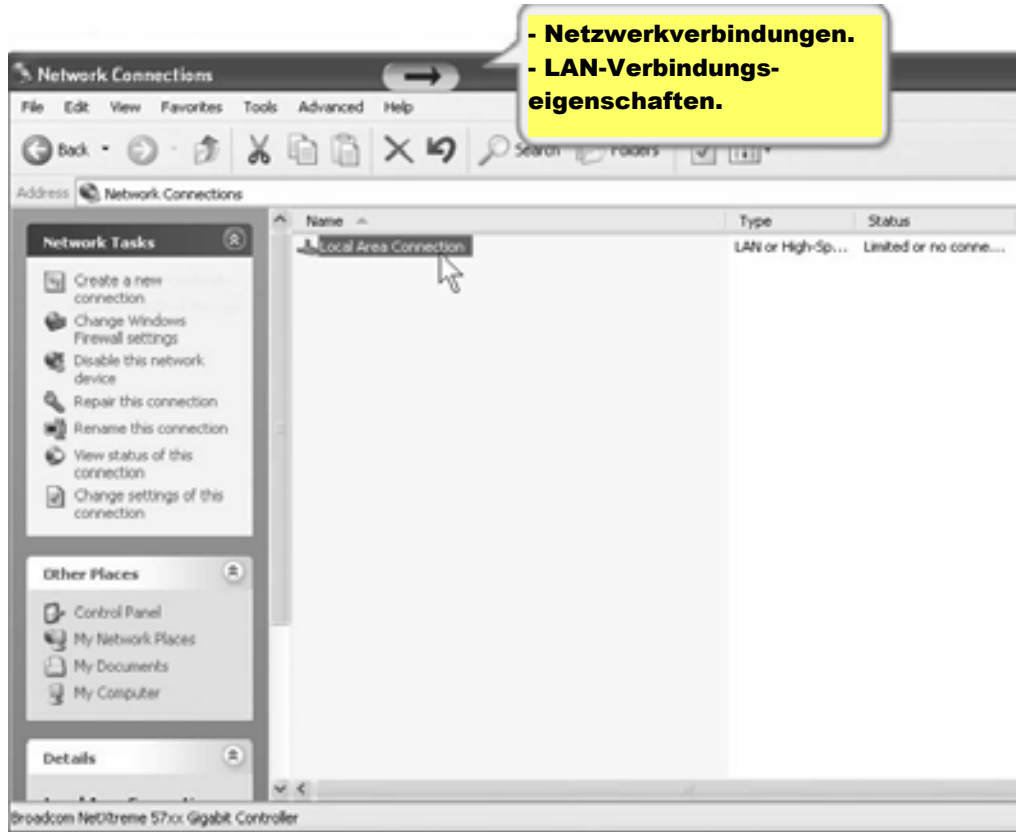 - Netzwerkverbindungen.
- LAN-Verbindungs-
eigenschaften.
Network Connections
File Edit View Favorites Tools Advanced Help
Back Search Folders
Address Network Connections
Network Tasks
Create a new
connection
Change Windows
Firewall settings
Disable this network
device
Repair this connection
Rename this connection
View status of this
connection
Change settings of this
connection
Other Places
Control Panel
My Network Places
My Documents
My Computer
Details
Name Type Status
Local Area Connection LAN or High-Sp... Limited or no conne....
Broadcom NetXtreme 57xx Gigabit Controller